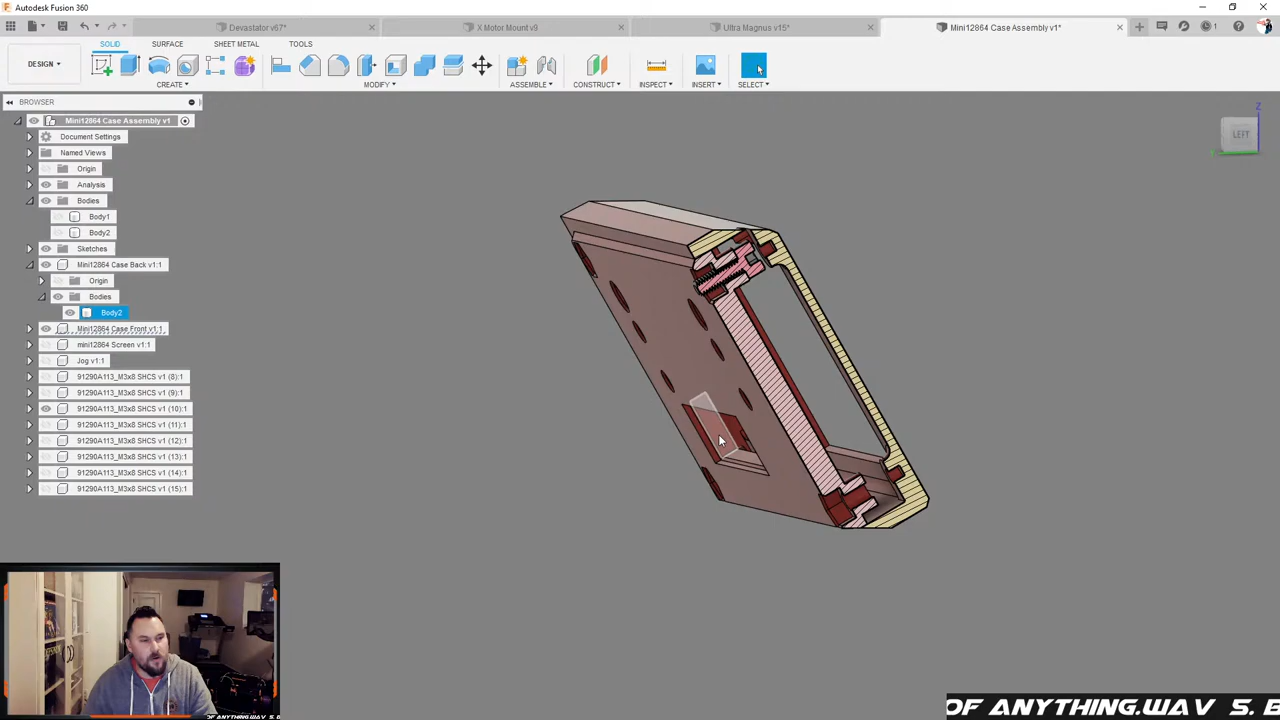 Autodesk Fusion 360
Devastator v67*
X Motor Mount v9
Ultra Magnus v15*
Mini12864 Case Assembly v1*
1
DESIGN
SOLID
SURFACE
SHEET METAL
TOOLS
CREATE
MODIFY
ASSEMBLE
CONSTRUCT
INSPECT
INSERT
SELECT
BROWSER
Mini12864 Case Assembly v1
Document Settings
Named Views
Origin
Analysis
Bodies
Body1
Body2
Sketches
Mini12864 Case Back v1:1
Origin
Bodies
Body2
Mini12864 Case Front v1:1
mini12864 Screen v1:1
Jog v1:1
91290A113_M3x8 SHCS v1 (8):1
91290A113_M3x8 SHCS v1 (9):1
91290A113_M3x8 SHCS v1 (10):1
91290A113_M3x8 SHCS v1 (11):1
91290A113_M3x8 SHCS v1 (12):1
91290A113_M3x8 SHCS v1 (13):1
91290A113_M3x8 SHCS v1 (14):1
91290A113_M3x8 SHCS v1 (15):1
Z
LEFT
OF ANYTHING.WAV S. B
OF ANYTHING.WAV S. B